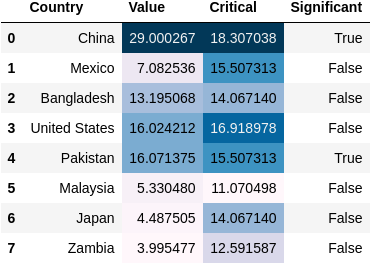 Country Value Critical Significant
0 China 29.000267 18.307038 True
1 Mexico 7.082536 15.507313 False
2 Bangladesh 13.195068 14.067140 False
3 United States 16.024212 16.918978 False
4 Pakistan 16.071375 15.507313 True
5 Malaysia 5.330480 11.070498 False
6 Japan 4.487505 14.067140 False
7 Zambia 3.995477 12.591587 False